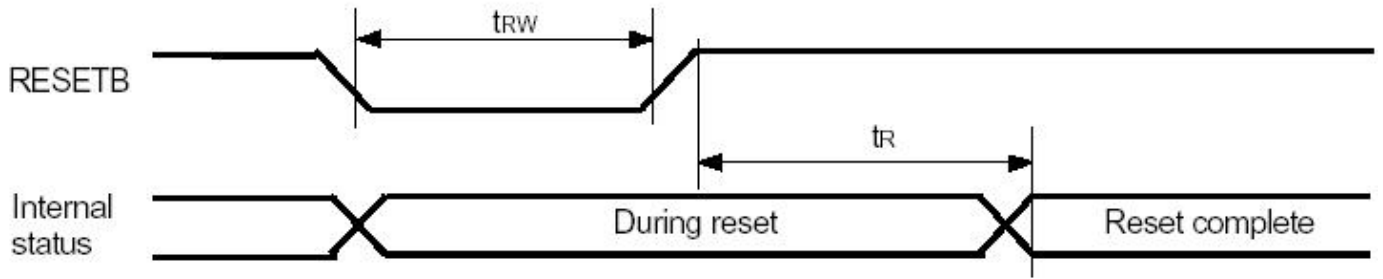 tRW
RESETB
tR
Internal
status
During reset
Reset complete